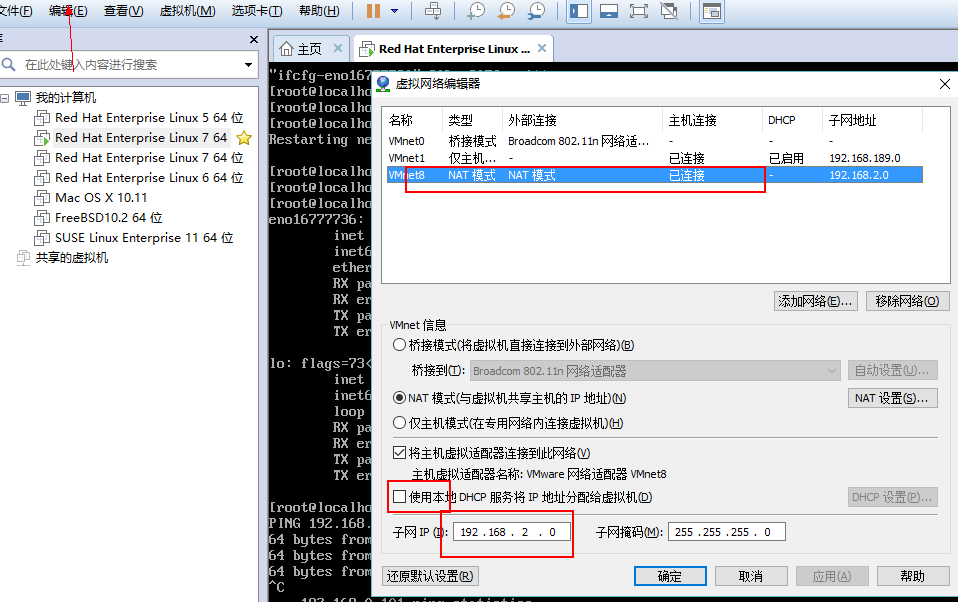 文件(F) 编辑(E) 查看(V) 虚拟机(M) 选项卡(T) 帮助(H)
库
在此处键入内容进行搜索
我的计算机
Red Hat Enterprise Linux 5 64 位
Red Hat Enterprise Linux 7 64
Red Hat Enterprise Linux 7 64 位
Red Hat Enterprise Linux 6 64 位
Mac OS X 10.11
FreeBSD10.2 64 位
SUSE Linux Enterprise 11 64 位
共享的虚拟机
主页
Red Hat Enterprise Linux ...
"ifcfg-eno16777736"
[root@localho
[root@localho
[root@localho
Restarting ne
[root@localho
[root@localho
[root@localho
eno16777736:
inet
inet6
ether
RX pa
RX er
TX pa
TX er
lo: flags=73<
inet
inet6
loop
RX pa
RX er
TX pa
TX er
[root@localho
PING 192.168.
64 bytes from
64 bytes from
64 bytes from
^C
虚拟网络编辑器
名称 类型 外部连接 主机连接 DHCP 子网地址
VMnet0 桥接模式 Broadcom 802.11n 网络适... - - -
VMnet1 仅主机... - 已连接 已启用 192.168.189.0
VMnet8 NAT 模式 NAT 模式 已连接 - 192.168.2.0
添加网络(E)... 移除网络(O)
VMnet 信息
桥接模式(将虚拟机直接连接到外部网络)(B)
桥接到(T): Broadcom 802.11n 网络适配器 自动设置(U)...
NAT 模式(与虚拟机共享主机的 IP 地址)(N) NAT 设置(S)...
仅主机模式(在专用网络内连接虚拟机)(H)
将主机虚拟适配器连接到此网络(V)
主机虚拟适配器名称: VMware 网络适配器 VMnet8
使用本地 DHCP 服务将 IP 地址分配给虚拟机(D) DHCP 设置(P)...
子网 IP (I): 192 . 168 . 2 . 0 子网掩码(M): 255 . 255 . 255 . 0
还原默认设置(R) 确定 取消 应用(A) 帮助